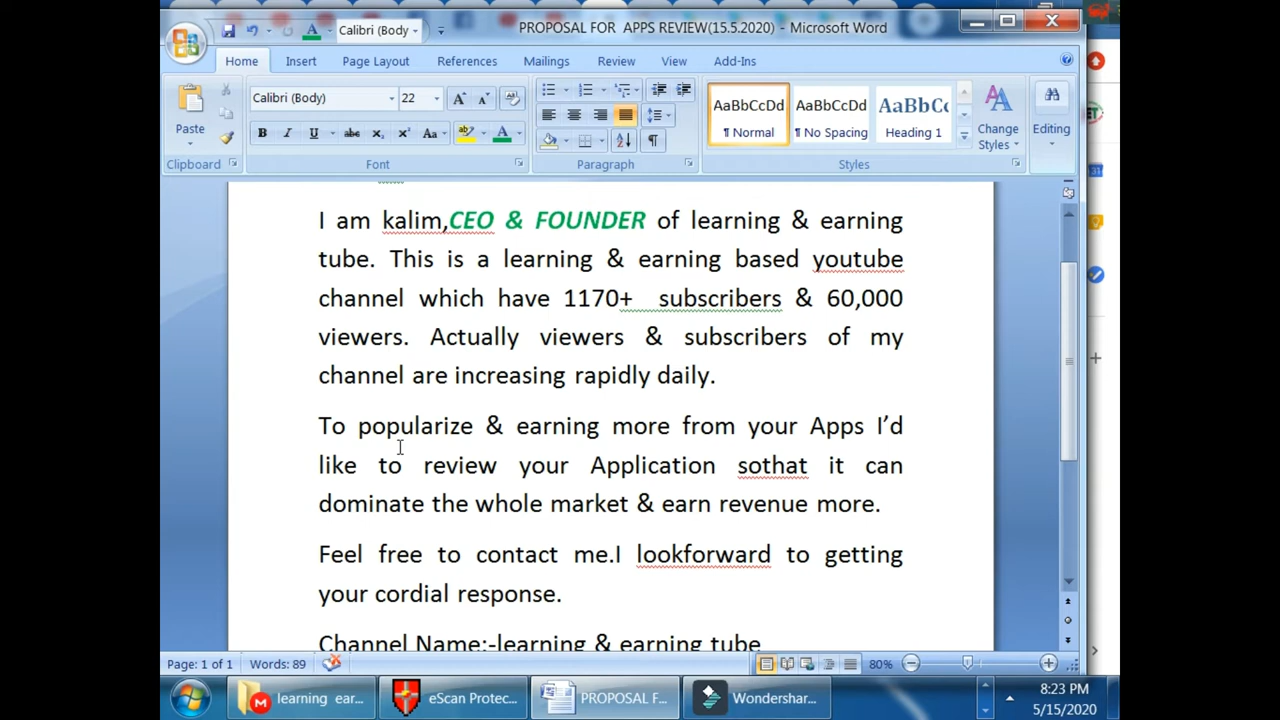 Calibri (Body
PROPOSAL FOR APPS REVIEW(15.5.2020) - Microsoft Word
Home Insert Page Layout References Mailings Review View Add-Ins
Paste
Clipboard
Calibri (Body) 22
Font
Paragraph
AaBbCcDd AaBbCcDd AaBbCc
¶ Normal ¶ No Spacing Heading 1
Change Styles
Styles
Editing
I am kalim,CEO & FOUNDER of learning & earning
tube. This is a learning & earning based youtube
channel which have 1170+ subscribers & 60,000
viewers. Actually viewers & subscribers of my
channel are increasing rapidly daily.
To popularize & earning more from your Apps I’d
like to review your Application sothat it can
dominate the whole market & earn revenue more.
Feel free to contact me.I lookforward to getting
your cordial response.
Channel Name:-learning & earning tube
Page: 1 of 1 Words: 89 80%
learning ear... eScan Protec... PROPOSAL F... Wondershar... 8:23 PM
5/15/2020